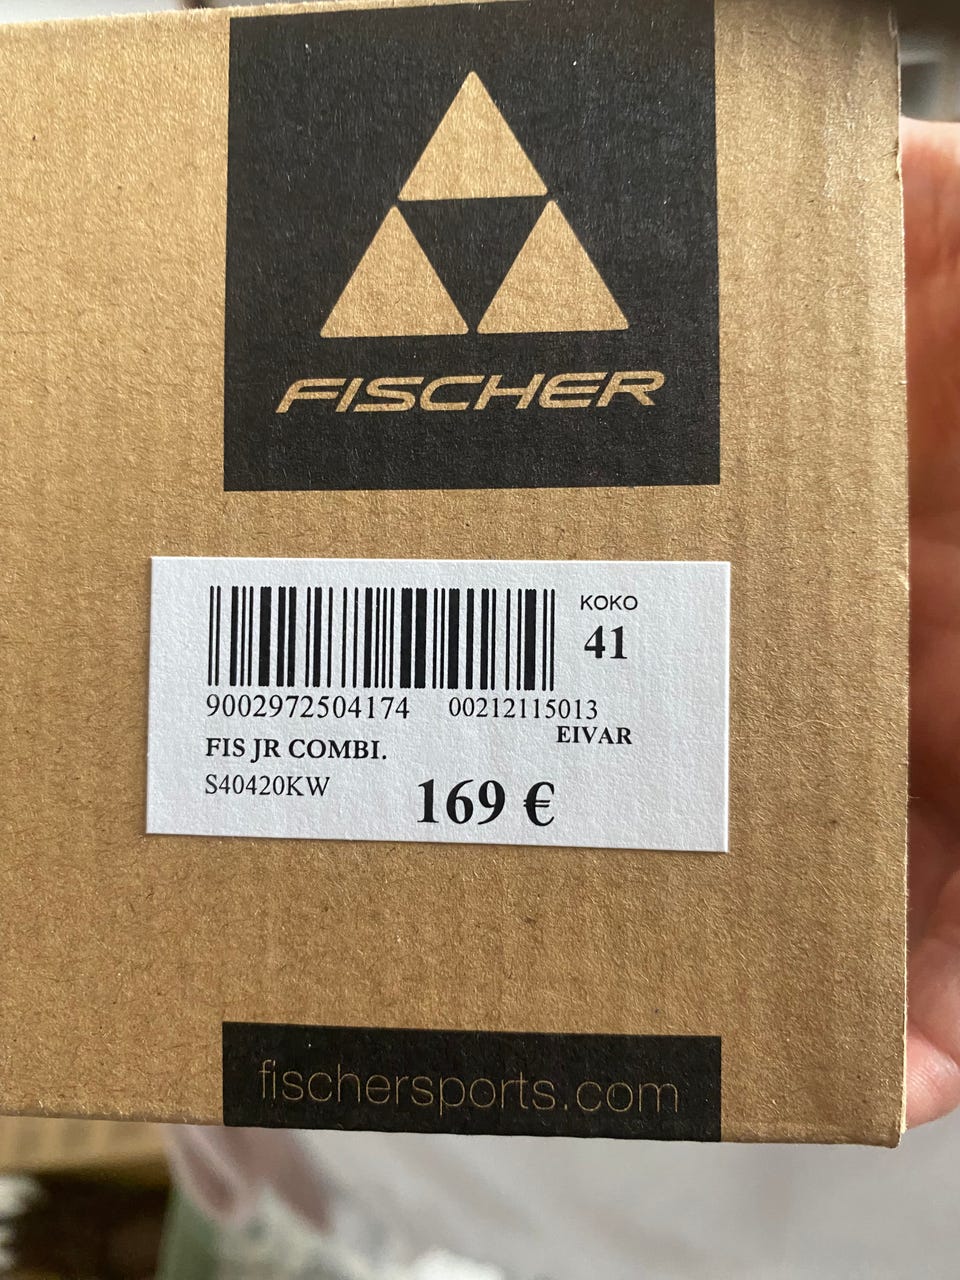 FISCHER
KOKO
41
9002972504174 00212115013
EIVAR
FIS JR COMBI.
S40420KW
169 €
fischersports.com